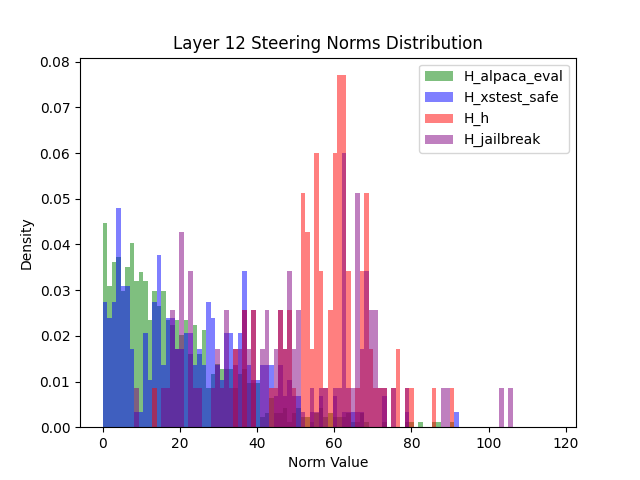 Layer 12 Steering Norms Distribution
H_alpaca_eval
H_xstest_safe
H_h
H_jailbreak
Density
0.08
0.07
0.06
0.05
0.04
0.03
0.02
0.01
0.00
0
20
40
60
80
100
120
Norm Value